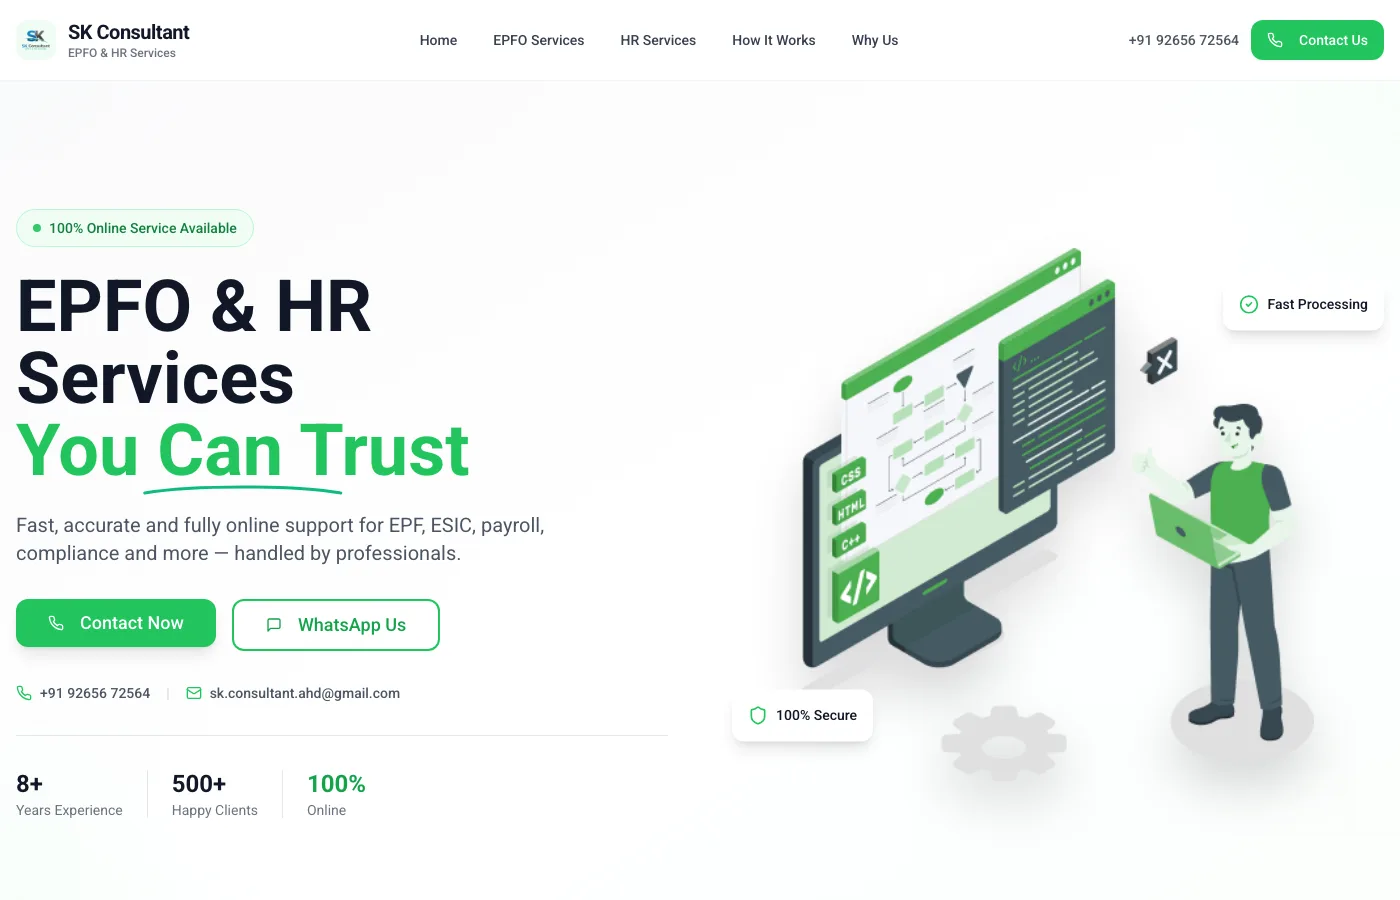 SK
SK Consultant
SK Consultant
EPFO & HR Services
Home
EPFO Services
HR Services
How It Works
Why Us
+91 92656 72564
Contact Us
100% Online Service Available
EPFO & HR
Services
You Can Trust
Fast, accurate and fully online support for EPF, ESIC, payroll,
compliance and more — handled by professionals.
Contact Now
WhatsApp Us
+91 92656 72564
sk.consultant.ahd@gmail.com
8+
Years Experience
500+
Happy Clients
100%
Online
Fast Processing
</> ...
X
CSS
HTML
C++
</>
100% Secure